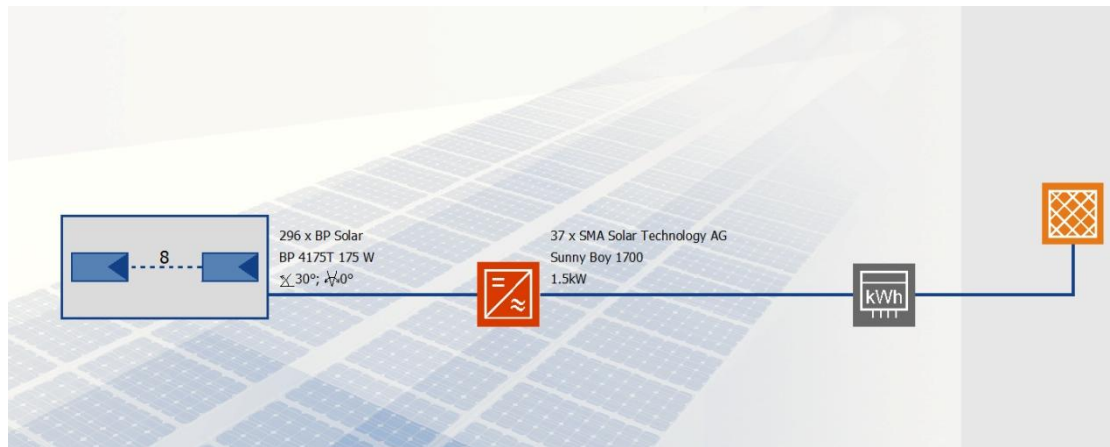 8
296 x BP Solar
BP 4175T 175 W
30°; 0°
37 x SMA Solar Technology AG
Sunny Boy 1700
1.5kW
kWh